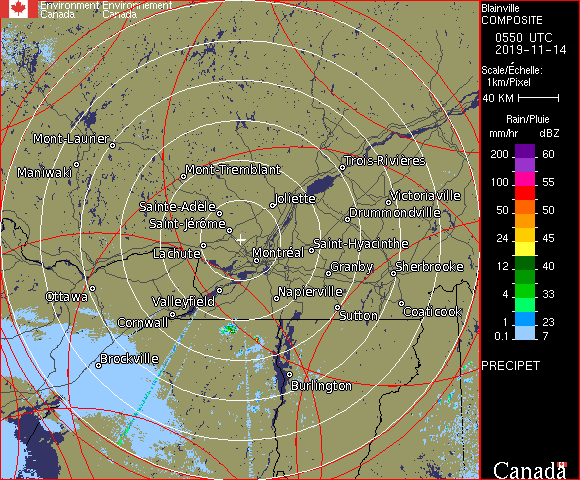 Environment Environnement
Canada Canada
Blainville
COMPOSITE
0550 UTC
2019-11-14
Scale/Échelle:
1km/Pixel
40 KM
Rain/Pluie
mm/hr dBZ
200 60
150 57
100 55
50 50
24 45
12 40
4 33
1 23
0.1 7
PRECIPET
Canada
Mont-Laurier
Maniwaki
Mont-Tremblant
Trois-Rivières
Sainte-Adèle
Joliette
Victoriaville
Drummondville
Saint-Jérôme
Lachute
Montréal
Saint-Hyacinthe
Granby
Sherbrooke
Ottawa
Valleyfield
Napierville
Cornwall
Sutton
Coaticook
Brockville
Burlington